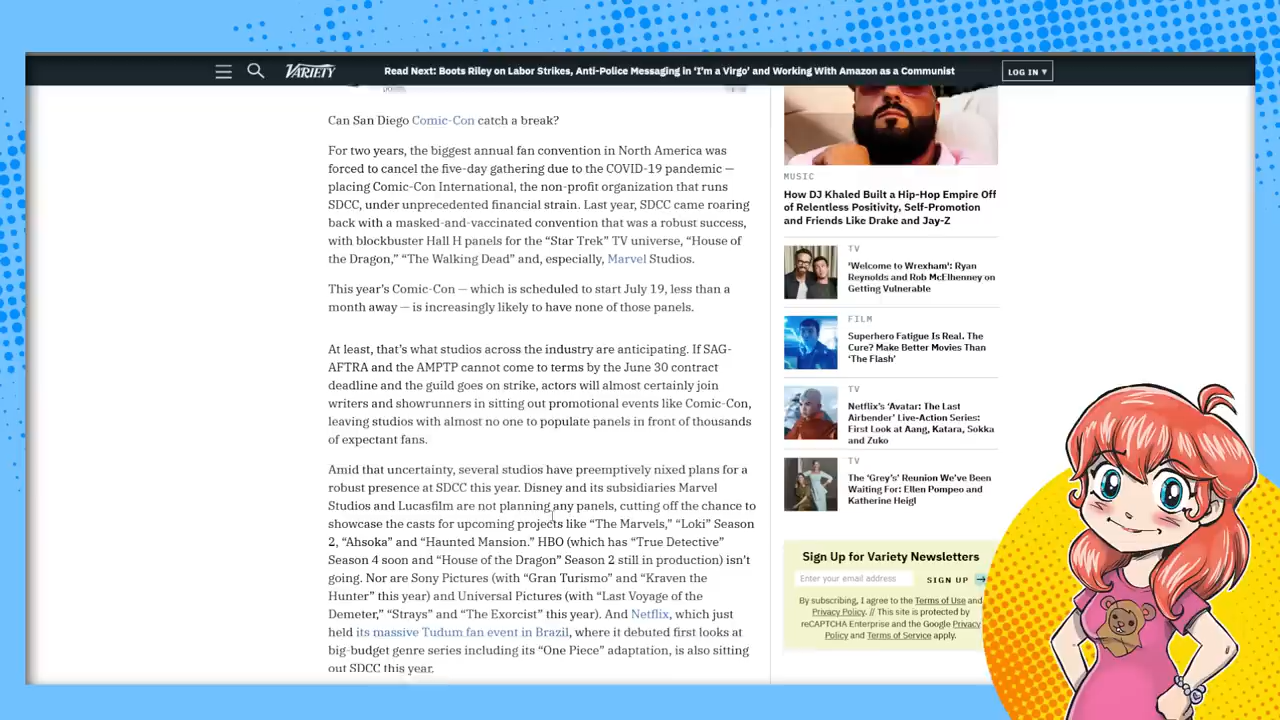 VARIETY
Read Next: Boots Riley on Labor Strikes, Anti-Police Messaging in ‘I’m a Virgo’ and Working With Amazon as a Communist
LOG IN ▾
Can San Diego Comic-Con catch a break?
For two years, the biggest annual fan convention in North America was
forced to cancel the five-day gathering due to the COVID-19 pandemic —
placing Comic-Con International, the non-profit organization that runs
SDCC, under unprecedented financial strain. Last year, SDCC came roaring
back with a masked-and-vaccinated convention that was a robust success,
with blockbuster Hall H panels for the “Star Trek” TV universe, “House of
the Dragon,” “The Walking Dead” and, especially, Marvel Studios.
This year’s Comic-Con — which is scheduled to start July 19, less than a
month away — is increasingly likely to have none of those panels.
At least, that’s what studios across the industry are anticipating. If SAG-
AFTRA and the AMPTP cannot come to terms by the June 30 contract
deadline and the guild goes on strike, actors will almost certainly join
writers and showrunners in sitting out promotional events like Comic-Con,
leaving studios with almost no one to populate panels in front of thousands
of expectant fans.
Amid that uncertainty, several studios have preemptively nixed plans for a
robust presence at SDCC this year. Disney and its subsidiaries Marvel
Studios and Lucasfilm are not planning any panels, cutting off the chance to
showcase the casts for upcoming projects like “The Marvels,” “Loki” Season
2, “Ahsoka” and “Haunted Mansion.” HBO (which has “True Detective”
Season 4 soon and “House of the Dragon” Season 2 still in production) isn’t
going. Nor are Sony Pictures (with “Gran Turismo” and “Kraven the
Hunter” this year) and Universal Pictures (with “Last Voyage of the
Demeter,” “Strays” and “The Exorcist” this year). And Netflix, which just
held its massive Tudum fan event in Brazil, where it debuted first looks at
big-budget genre series including its “One Piece” adaptation, is also sitting
out SDCC this year.
MUSIC
How DJ Khaled Built a Hip-Hop Empire Off
of Relentless Positivity, Self-Promotion
and Friends Like Drake and Jay-Z
TV
'Welcome to Wrexham': Ryan
Reynolds and Rob McElhenney on
Getting Vulnerable
FILM
Superhero Fatigue Is Real. The
Cure? Make Better Movies Than
‘The Flash’
TV
Netflix’s ‘Avatar: The Last
Airbender’ Live-Action Series:
First Look at Aang, Katara, Sokka
and Zuko
TV
The ‘Grey’s’ Reunion We’ve Been
Waiting For: Ellen Pompeo and
Katherine Heigl
Sign Up for Variety Newsletters
Enter your email address
SIGN UP →
By subscribing, I agree to the Terms of Use and
Privacy Policy. // This site is protected by
reCAPTCHA Enterprise and the Google Privacy
Policy and Terms of Service apply.